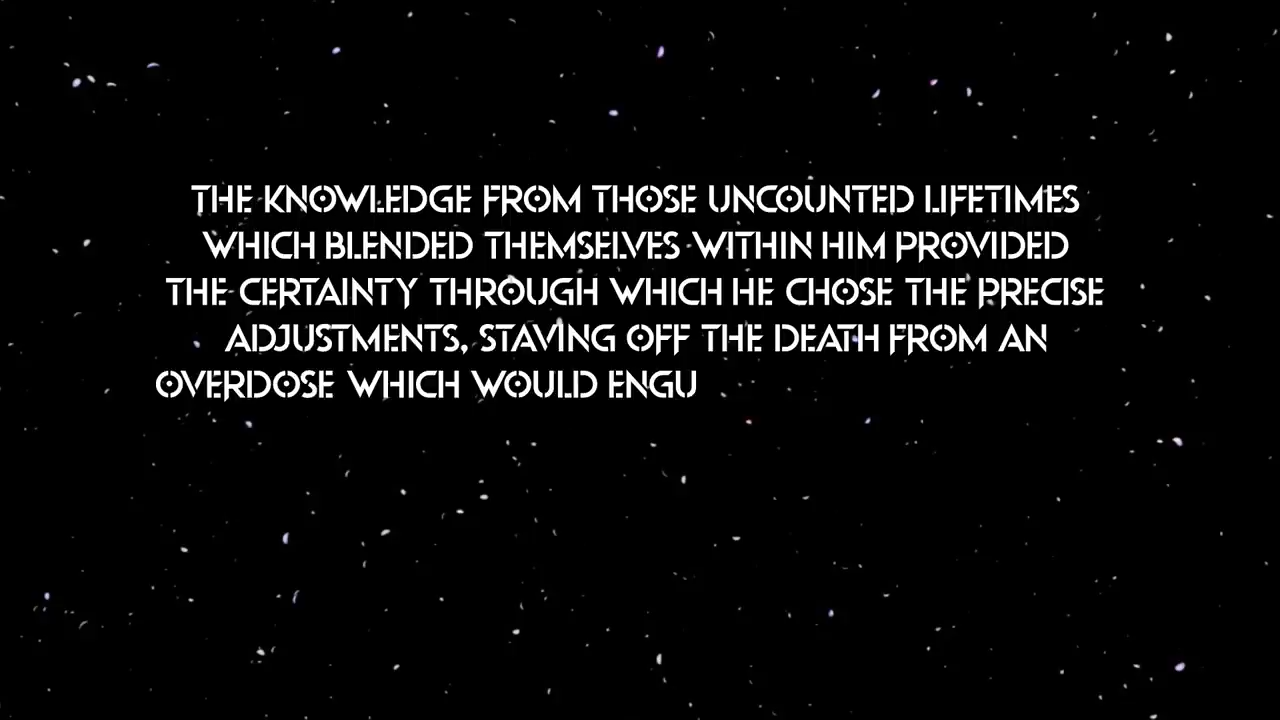 THE KNOWLEDGE FROM THOSE UNCOUNTED LIFETIMES
WHICH BLENDED THEMSELVES WITHIN HIM PROVIDED
THE CERTAINTY THROUGH WHICH HE CHOSE THE PRECISE
ADJUSTMENTS, STAVING OFF THE DEATH FROM AN
OVERDOSE WHICH WOULD ENGU